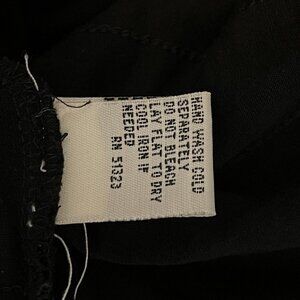 HAND WASH COLD
SEPARATELY
DO NOT BLEACH
LAY FLAT TO DRY
COOL IRON IF
NEEDED
RN 51323